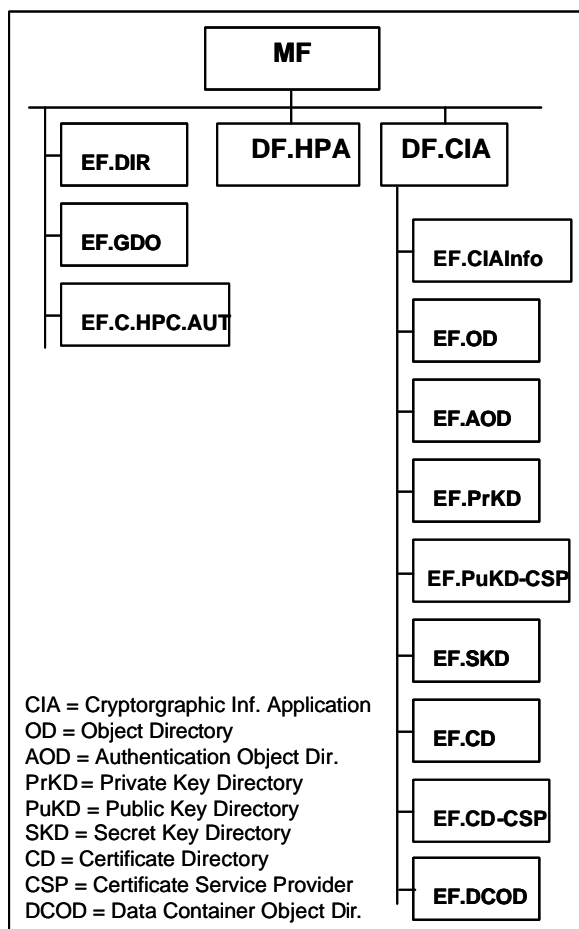 MF
DF.HPA
DF.CIA
EF.DIR
EF.GDO
EF.C.HPC.AUT
EF.CIAInfo
EF.OD
EF.AOD
EF.PrKD
EF.PuKD-CSP
EF.SKD
EF.CD
EF.CD-CSP
EF.DCOD
CIA = Cryptorgraphic Inf. Application
OD = Object Directory
AOD = Authentication Object Dir.
PrKD= Private Key Directory
PuKD = Public Key Directory
SKD = Secret Key Directory
CD = Certificate Directory
CSP = Certificate Service Provider
DCOD = Data Container Object Dir.